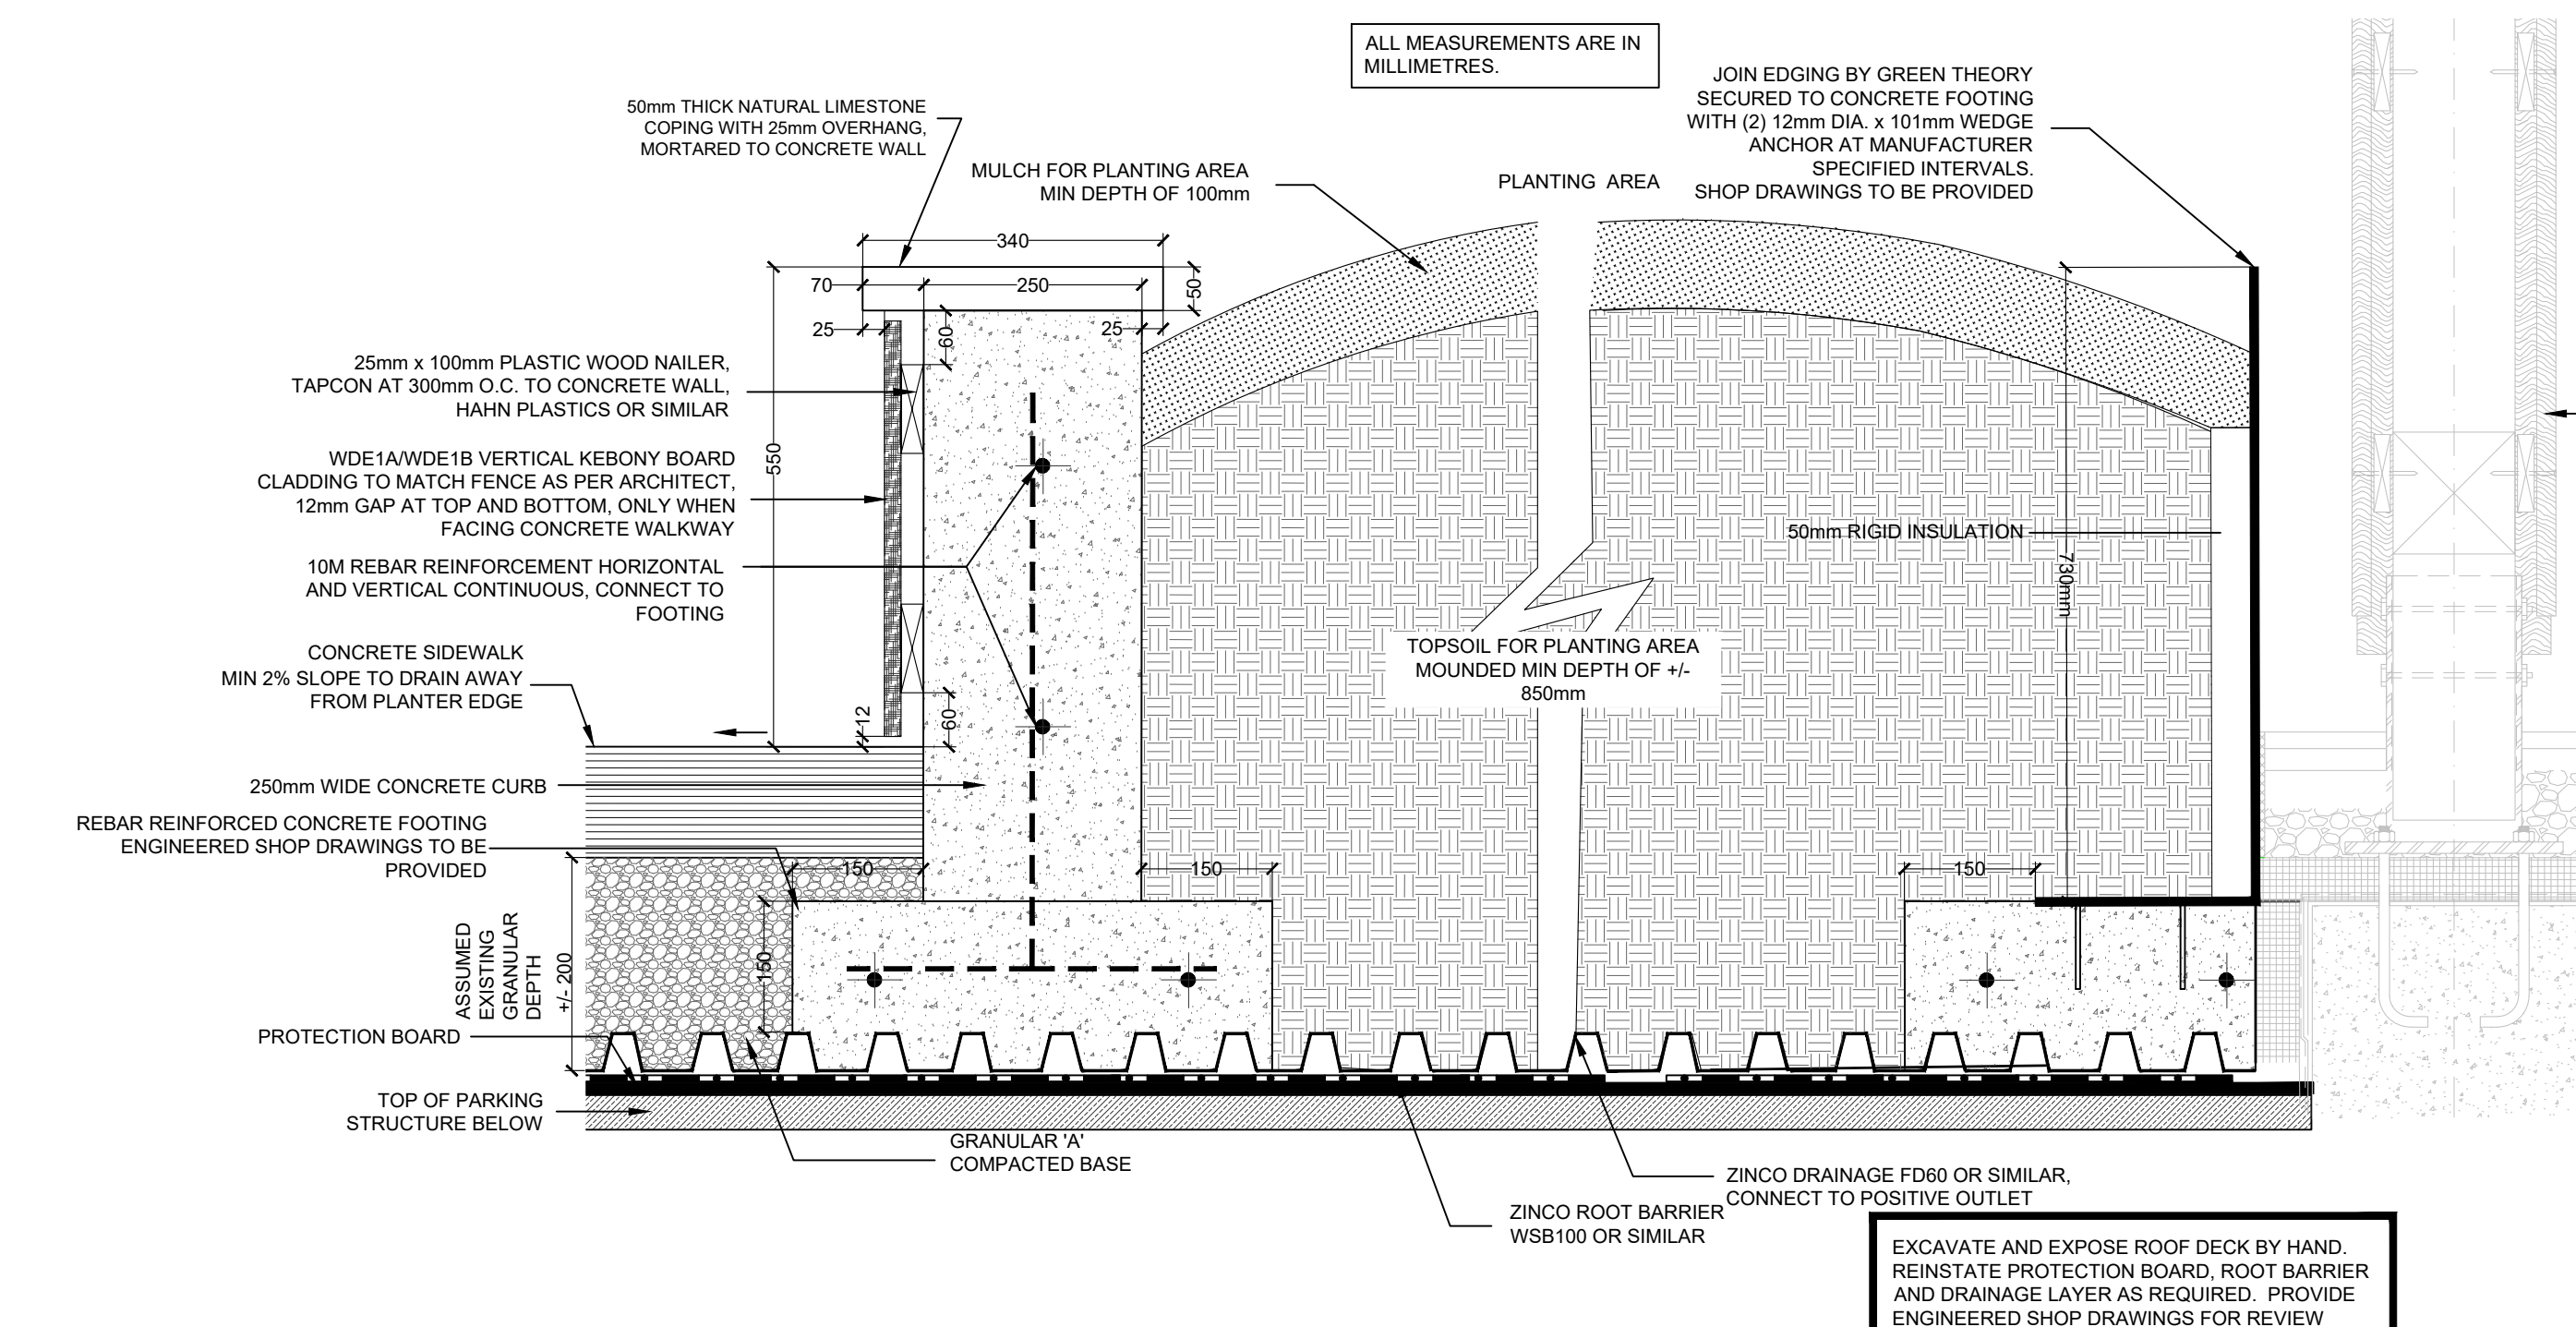 ALL MEASUREMENTS ARE IN
MILLIMETRES.
JOIN EDGING BY GREEN THEORY
SECURED TO CONCRETE FOOTING
WITH (2) 12mm DIA. x 101mm WEDGE
ANCHOR AT MANUFACTURER
SPECIFIED INTERVALS.
SHOP DRAWINGS TO BE PROVIDED
50mm THICK NATURAL LIMESTONE
COPING WITH 25mm OVERHANG,
MORTARED TO CONCRETE WALL
MULCH FOR PLANTING AREA
MIN DEPTH OF 100mm
PLANTING AREA
340
70
250
50
25
60
25
25mm x 100mm PLASTIC WOOD NAILER,
TAPCON AT 300mm O.C. TO CONCRETE WALL,
HAHN PLASTICS OR SIMILAR
550
WDE1A/WDE1B VERTICAL KEBONY BOARD
CLADDING TO MATCH FENCE AS PER ARCHITECT,
12mm GAP AT TOP AND BOTTOM, ONLY WHEN
FACING CONCRETE WALKWAY
50mm RIGID INSULATION
730mm
10M REBAR REINFORCEMENT HORIZONTAL
AND VERTICAL CONTINUOUS, CONNECT TO
FOOTING
TOPSOIL FOR PLANTING AREA
MOUNDED MIN DEPTH OF +/-
850mm
CONCRETE SIDEWALK
MIN 2% SLOPE TO DRAIN AWAY
FROM PLANTER EDGE
12
60
250mm WIDE CONCRETE CURB
REBAR REINFORCED CONCRETE FOOTING
ENGINEERED SHOP DRAWINGS TO BE
PROVIDED
150
150
150
150
ASSUMED
EXISTING
GRANULAR
DEPTH
+/- 200
PROTECTION BOARD
TOP OF PARKING
STRUCTURE BELOW
GRANULAR 'A'
COMPACTED BASE
ZINCO DRAINAGE FD60 OR SIMILAR,
CONNECT TO POSITIVE OUTLET
ZINCO ROOT BARRIER
WSB100 OR SIMILAR
EXCAVATE AND EXPOSE ROOF DECK BY HAND.
REINSTATE PROTECTION BOARD, ROOT BARRIER
AND DRAINAGE LAYER AS REQUIRED. PROVIDE
ENGINEERED SHOP DRAWINGS FOR REVIEW